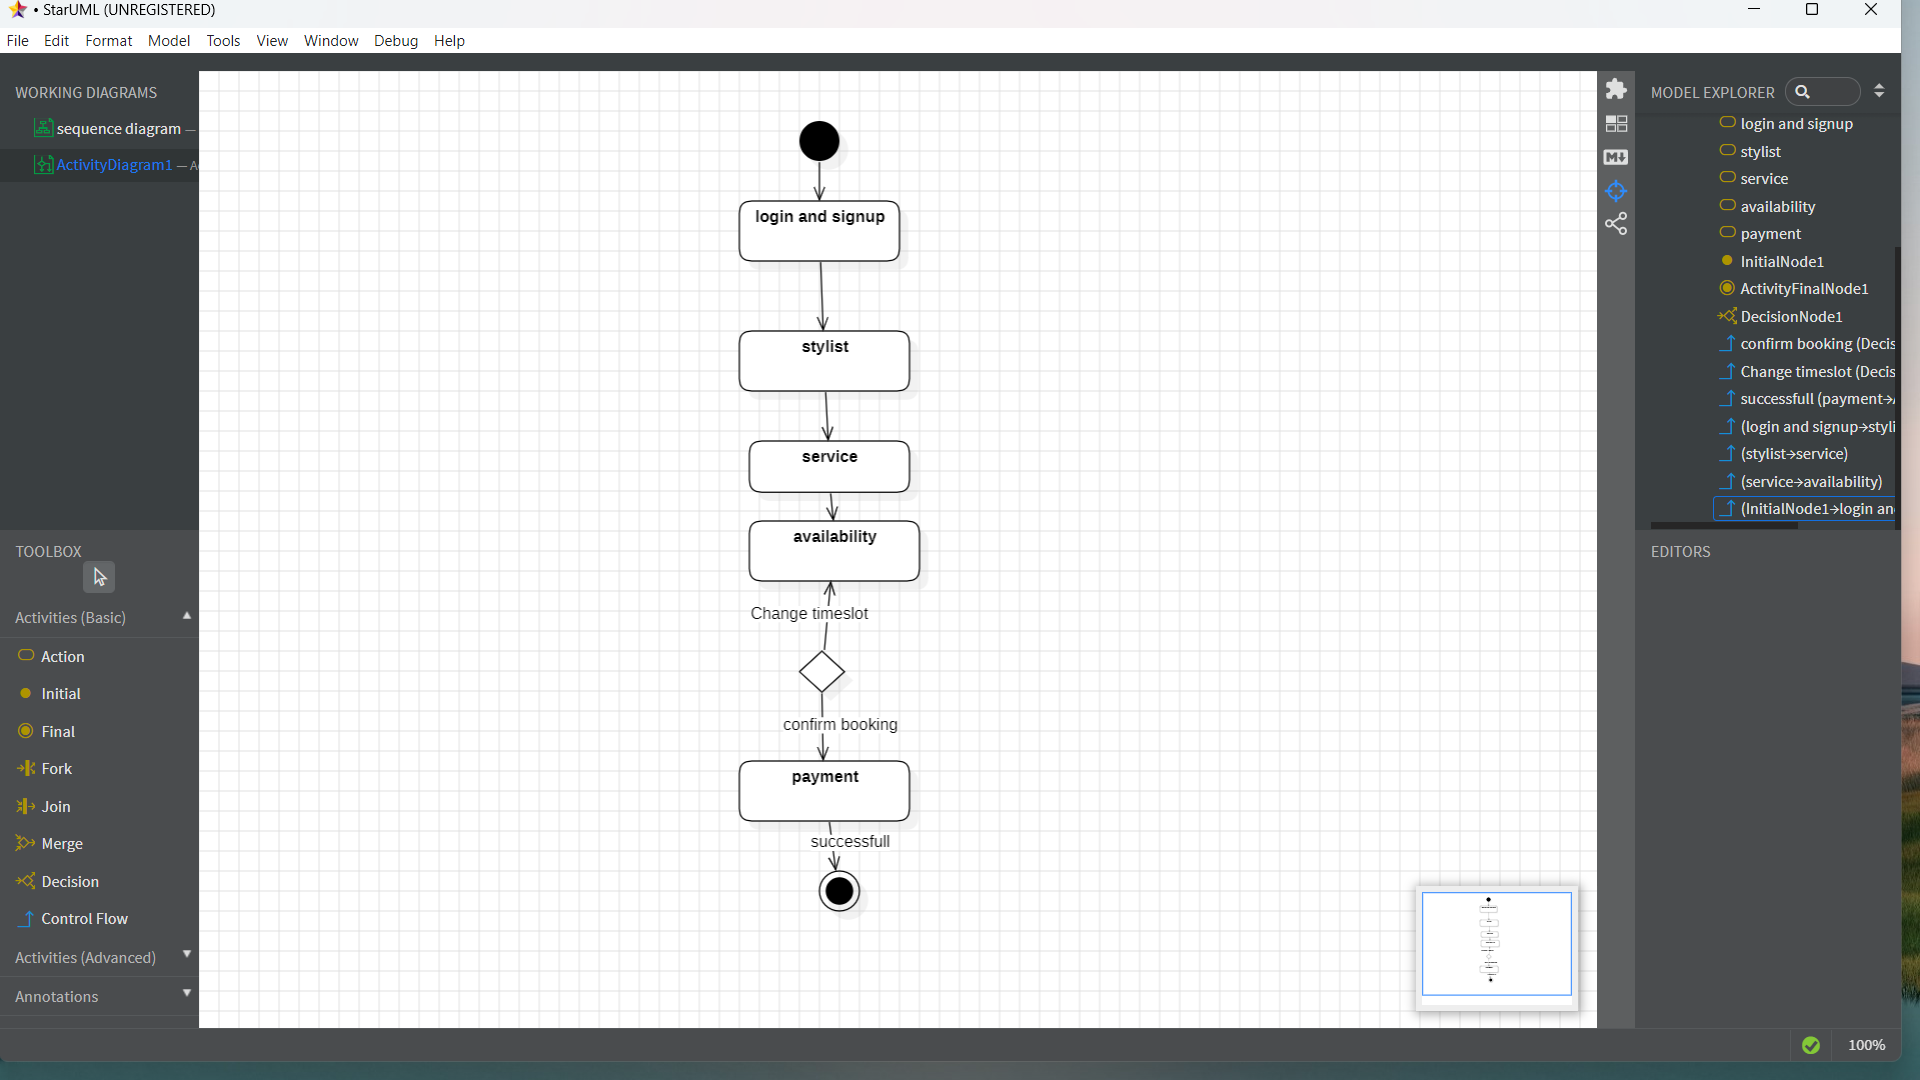 • StarUML (UNREGISTERED)
File Edit Format Model Tools View Window Debug Help
WORKING DIAGRAMS
sequence diagram —
ActivityDiagram1 — A
TOOLBOX
Activities (Basic)
Action
Initial
Final
Fork
Join
Merge
Decision
Control Flow
Activities (Advanced)
Annotations
login and signup
stylist
service
availability
Change timeslot
confirm booking
payment
successfull
M↓
MODEL EXPLORER
login and signup
stylist
service
availability
payment
InitialNode1
ActivityFinalNode1
DecisionNode1
confirm booking (Decis
Change timeslot (Decis
successfull (payment→
(login and signup→styli
(stylist→service)
(service→availability)
(InitialNode1→login an
EDITORS
100%